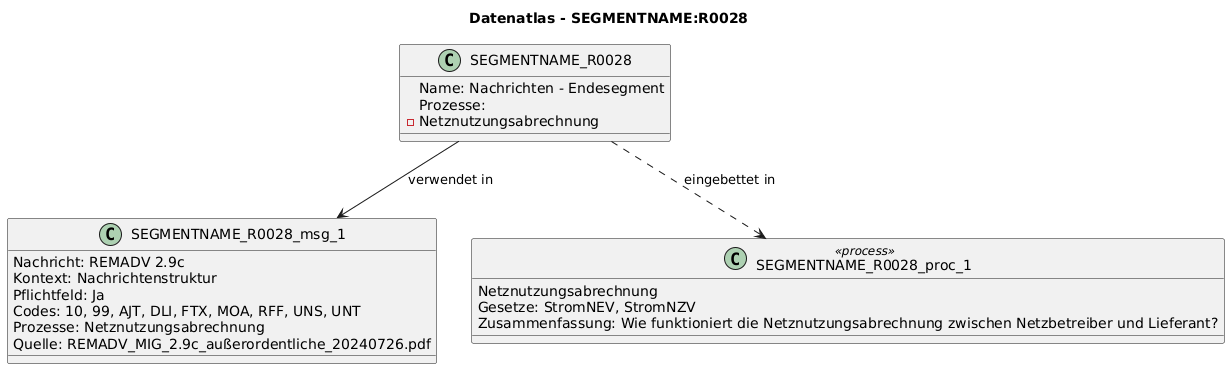 Datenatlas - SEGMENTNAME:R0028
C SEGMENTNAME_R0028
Name: Nachrichten - Endesegment
Prozesse:
Netznutzungsabrechnung
verwendet in
eingebettet in
C SEGMENTNAME_R0028_msg_1
Nachricht: REMADV 2.9c
Kontext: Nachrichtenstruktur
Pflichtfeld: Ja
Codes: 10, 99, AJT, DLI, FTX, MOA, RFF, UNS, UNT
Prozesse: Netznutzungsabrechnung
Quelle: REMADV_MIG_2.9c_außerordentliche_20240726.pdf
«process»
C SEGMENTNAME_R0028_proc_1
Netznutzungsabrechnung
Gesetze: StromNEV, StromNZV
Zusammenfassung: Wie funktioniert die Netznutzungsabrechnung zwischen Netzbetreiber und Lieferant?